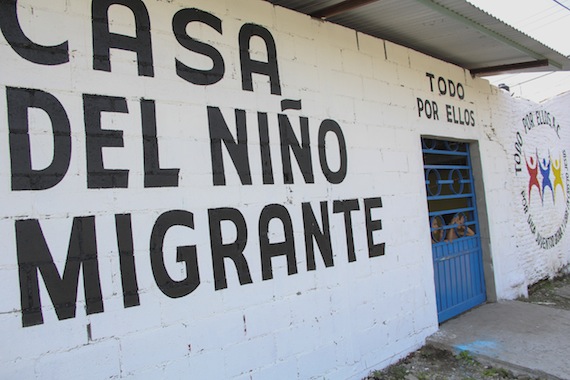 CASA
DEL NIÑO
MIGRANTE
TODO
POR ELLOS
TODO POR ELLOS A.C.